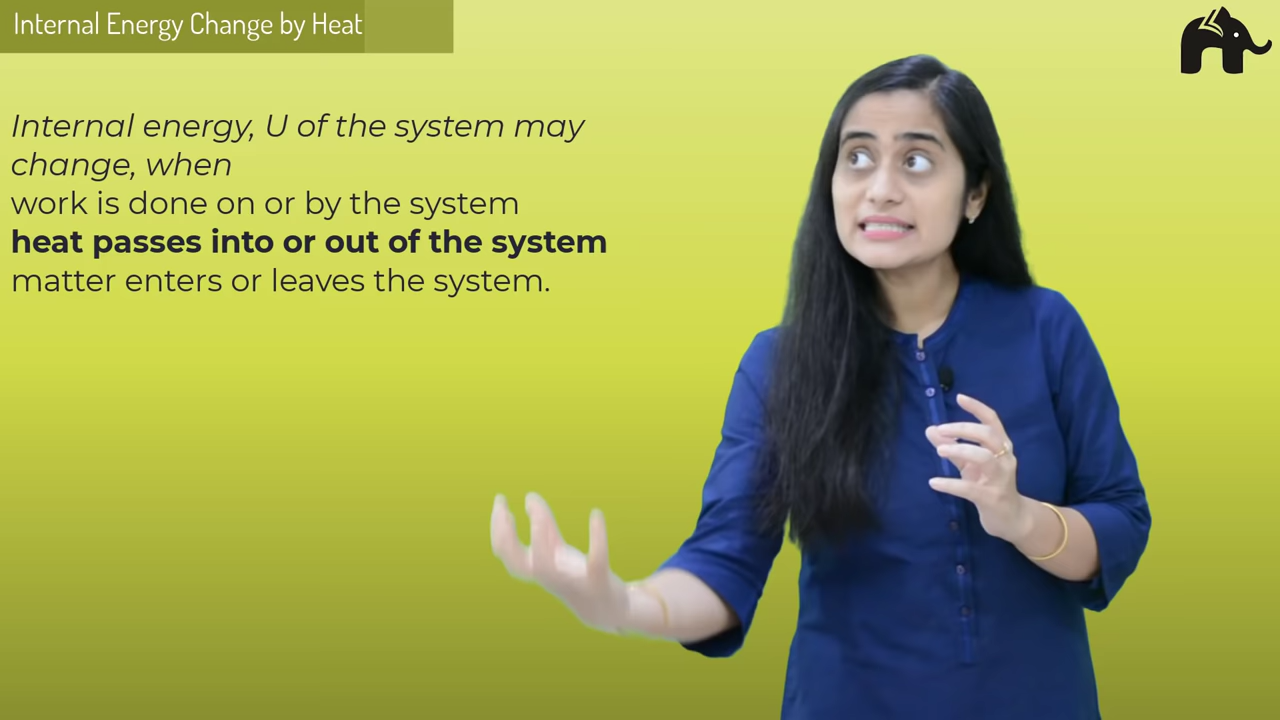 Internal Energy Change by Heat
Internal energy, U of the system may
change, when
work is done on or by the system
heat passes into or out of the system
matter enters or leaves the system.